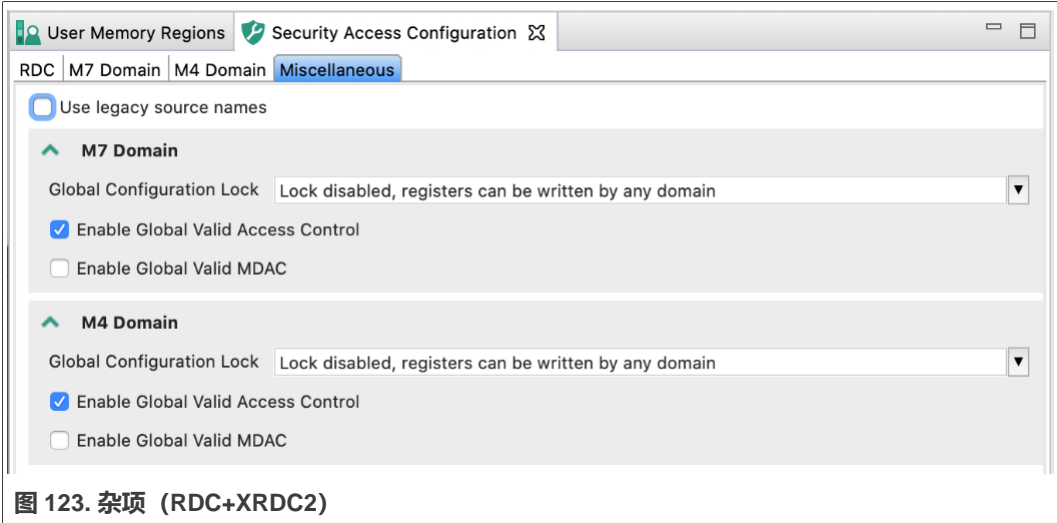 User Memory Regions Security Access Configuration
RDC M7 Domain M4 Domain Miscellaneous
Use legacy source names
M7 Domain
Global Configuration Lock Lock disabled, registers can be written by any domain
Enable Global Valid Access Control
Enable Global Valid MDAC
M4 Domain
Global Configuration Lock Lock disabled, registers can be written by any domain
Enable Global Valid Access Control
Enable Global Valid MDAC
图 123. 杂项（RDC+XRDC2）